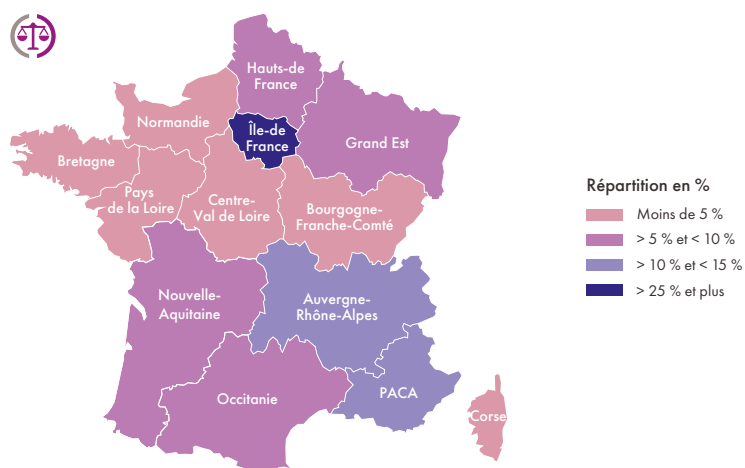 Hauts-de
France
Normandie
Île-de
France
Grand Est
Bretagne
Pays
de la Loire
Centre-
Val de Loire
Bourgogne-
Franche-Comté
Nouvelle-
Aquitaine
Auvergne-
Rhône-Alpes
Occitanie
PACA
Corse
Répartition en %
Moins de 5 %
> 5 % et < 10 %
> 10 % et < 15 %
> 25 % et plus